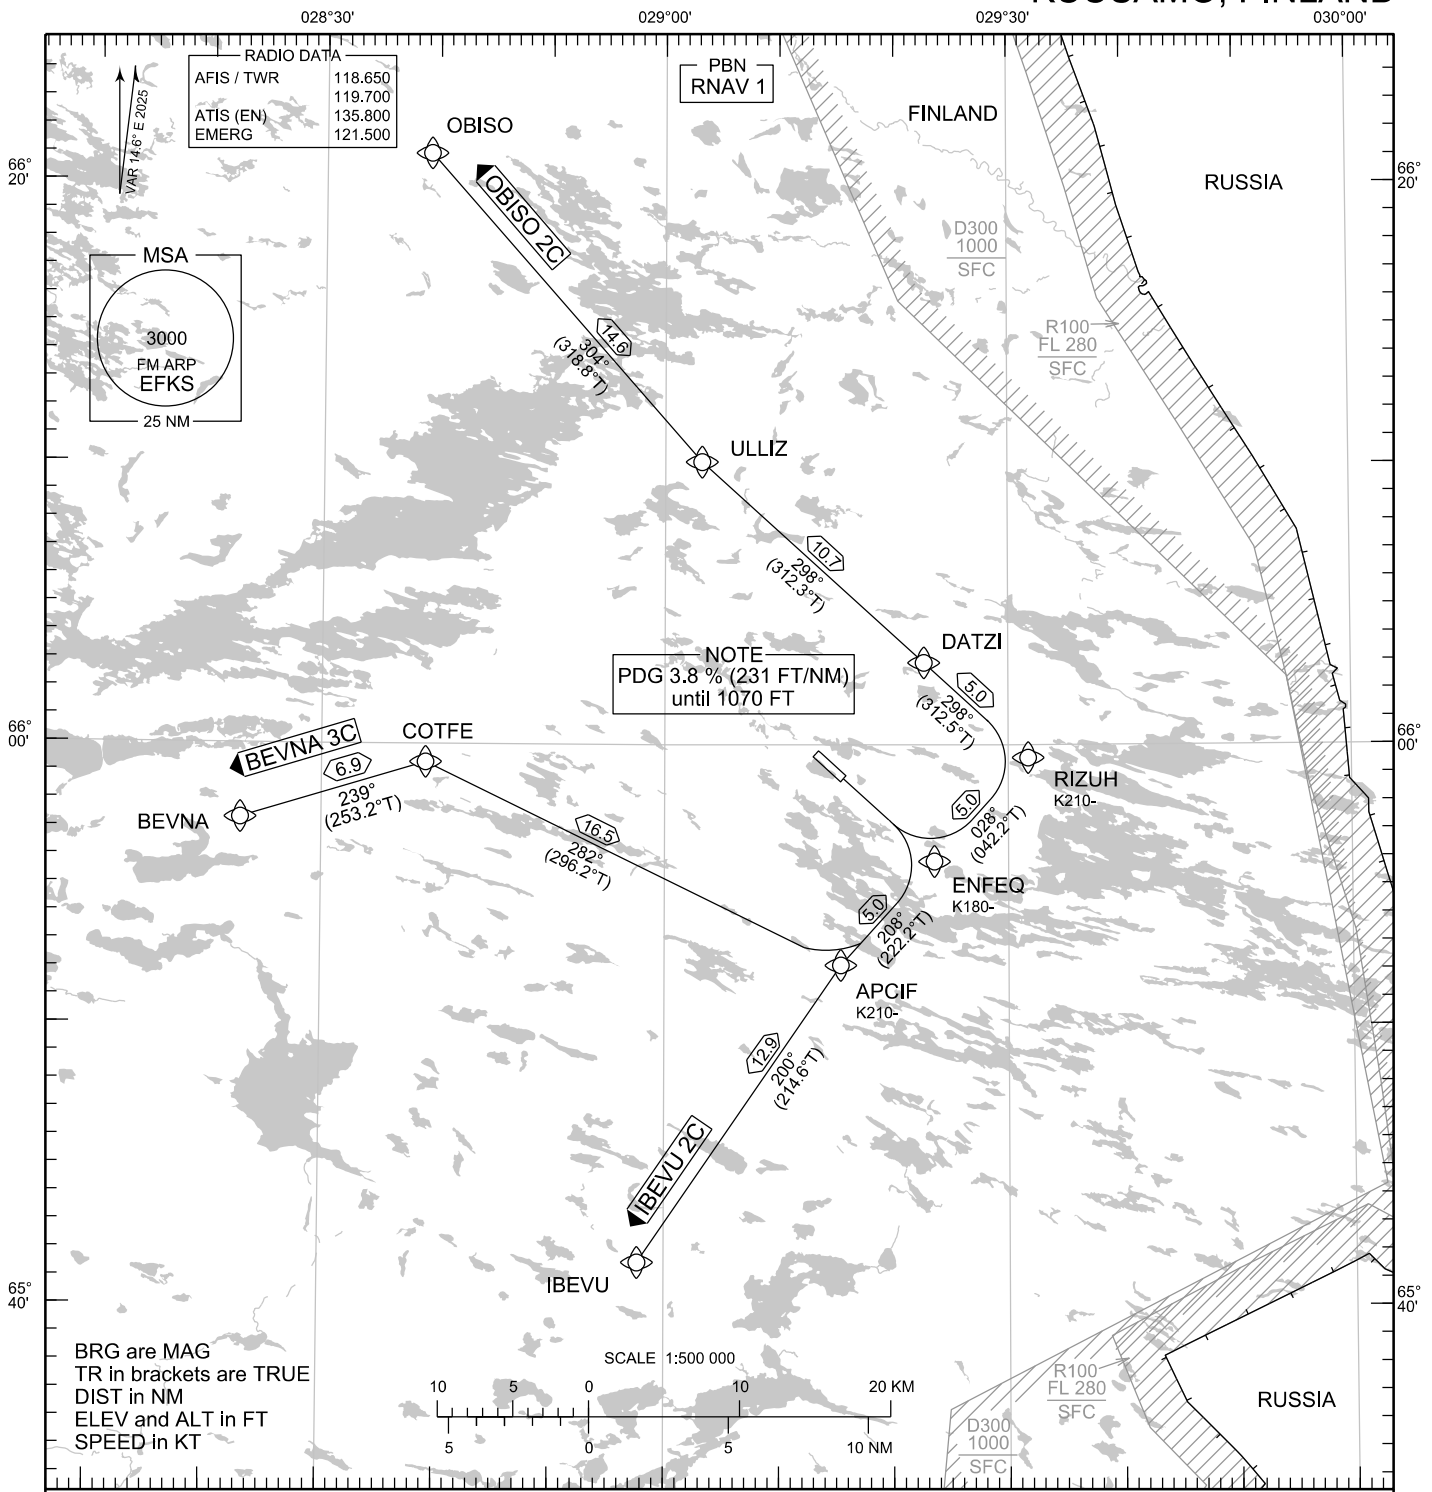 KUUSAMO, FINLAND
028°30'
029°00'
029°30'
030°00'
RADIO DATA
AFIS / TWR 118.650
119.700
ATIS (EN) 135.800
EMERG 121.500
VAR 14.6° E 2025
PBN
RNAV 1
FINLAND
RUSSIA
OBISO
OBISO 2C
66°
20'
66°
20'
D300
1000
SFC
MSA
3000
FM ARP
EFKS
25 NM
R100
FL 280
SFC
14.6
304°
(318.8°T)
ULLIZ
10.7
298°
(312.3°T)
DATZI
NOTE
PDG 3.8 % (231 FT/NM)
until 1070 FT
5.0
298°
(312.5°T)
66°
00'
66°
00'
COTFE
BEVNA 3C
6.9
239°
(253.2°T)
BEVNA
RIZUH
K210-
5.0
028°
(042.2°T)
16.5
282°
(296.2°T)
ENFEQ
K180-
5.0
208°
(222.2°T)
APCIF
K210-
12.9
200°
(214.6°T)
IBEVU 2C
IBEVU
65°
40'
65°
40'
BRG are MAG
TR in brackets are TRUE
DIST in NM
ELEV and ALT in FT
SPEED in KT
SCALE 1:500 000
10 5 0 10 20 KM
5 0 5 10 NM
R100
FL 280
SFC
D300
1000
SFC
RUSSIA